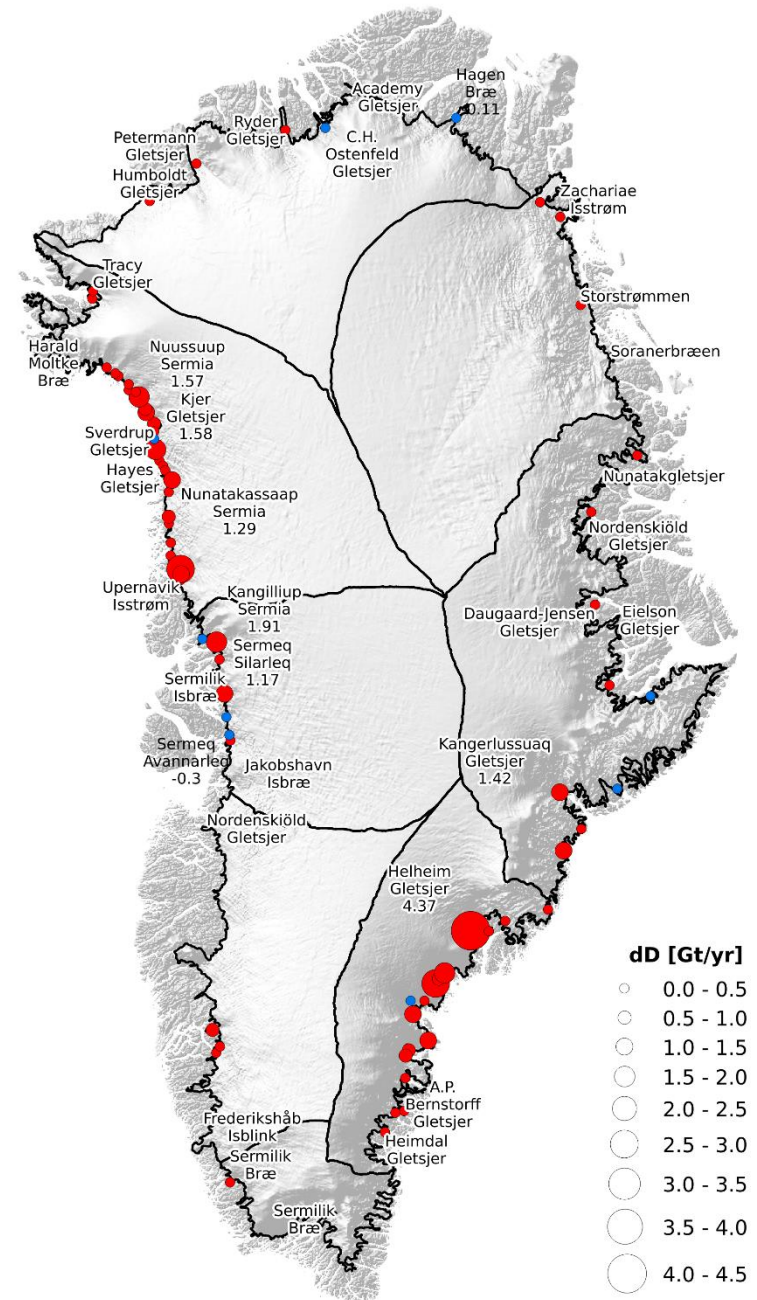 Hagen
Bræ
0.11
Academy
Gletsjer
Ryder
Gletsjer
C.H.
Ostenfeld
Gletsjer
Petermann
Gletsjer
Humboldt
Gletsjer
Zachariae
Isstrøm
Tracy
Gletsjer
Storstrømmen
Harald
Moltke
Bræ
Nuussuup
Sermia
1.57
Kjer
Gletsjer
1.58
Soranerbræen
Sverdrup
Gletsjer
Hayes
Gletsjer
Nunatakgletsjer
Nunatakassaap
Sermia
1.29
Nordenskiöld
Gletsjer
Upernavik
Isstrøm
Kangilliup
Sermia
1.91
Daugaard-Jensen
Gletsjer
Eielson
Gletsjer
Sermeq
Silarleq
1.17
Sermilik
Isbræ
Sermeq
Avannarleq
-0.3
Jakobshavn
Isbræ
Kangerlussuaq
Gletsjer
1.42
Nordenskiöld
Gletsjer
Helheim
Gletsjer
4.37
A.P.
Bernstorff
Gletsjer
Heimdal
Gletsjer
Frederikshåb
Isblink
Sermilik
Bræ
Sermilik
Bræ
dD [Gt/yr]
0.0 - 0.5
0.5 - 1.0
1.0 - 1.5
1.5 - 2.0
2.0 - 2.5
2.5 - 3.0
3.0 - 3.5
3.5 - 4.0
4.0 - 4.5